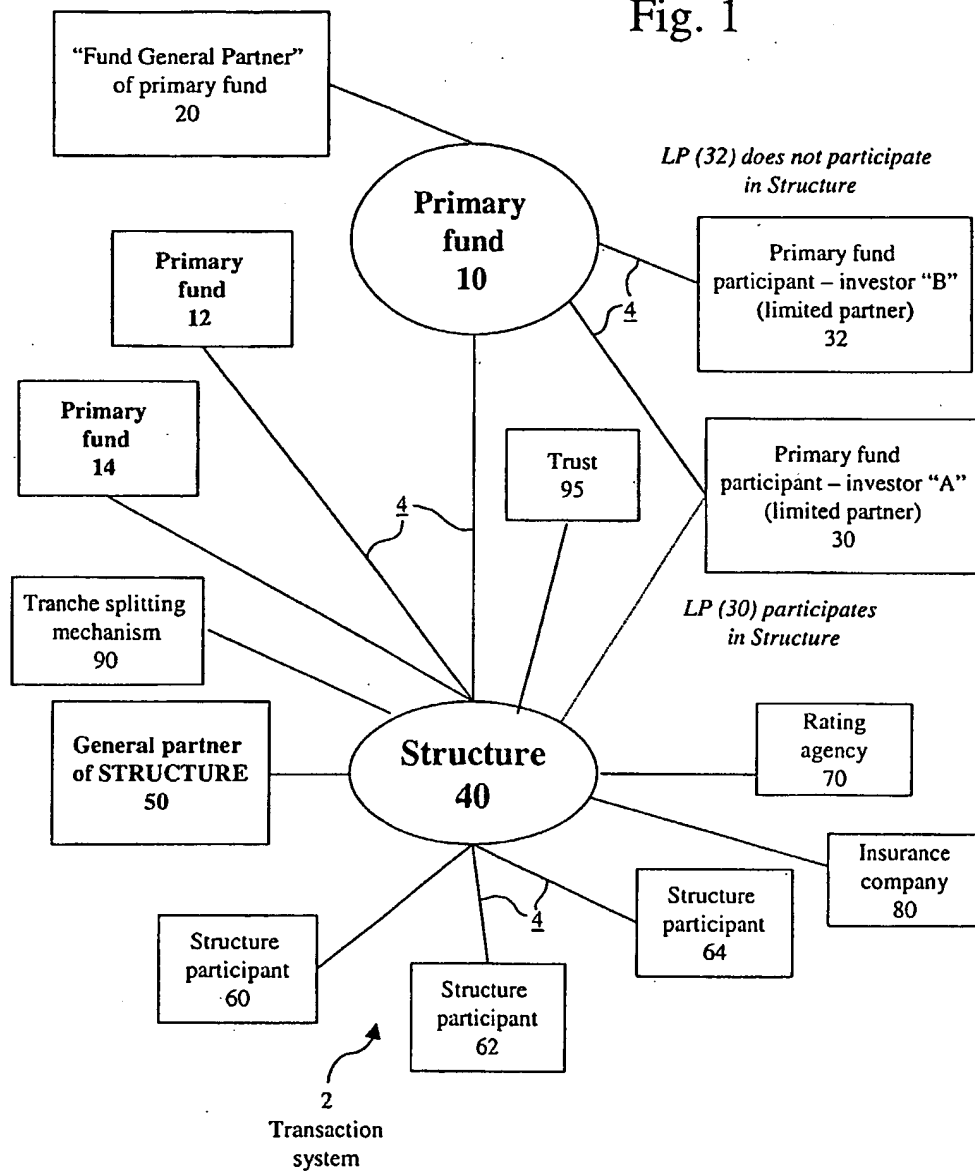 Fig. 1
“Fund General Partner”
of primary fund
20
LP (32) does not participate
in Structure
Primary
fund
10
Primary fund
participant – investor “B”
(limited partner)
32
4
Primary
fund
12
Primary
fund
14
Trust
95
Primary fund
participant – investor “A”
(limited partner)
30
4
LP (30) participates
in Structure
Tranche splitting
mechanism
90
General partner
of STRUCTURE
50
Structure
40
Rating
agency
70
Insurance
company
80
4
Structure
participant
60
Structure
participant
62
Structure
participant
64
2
Transaction
system